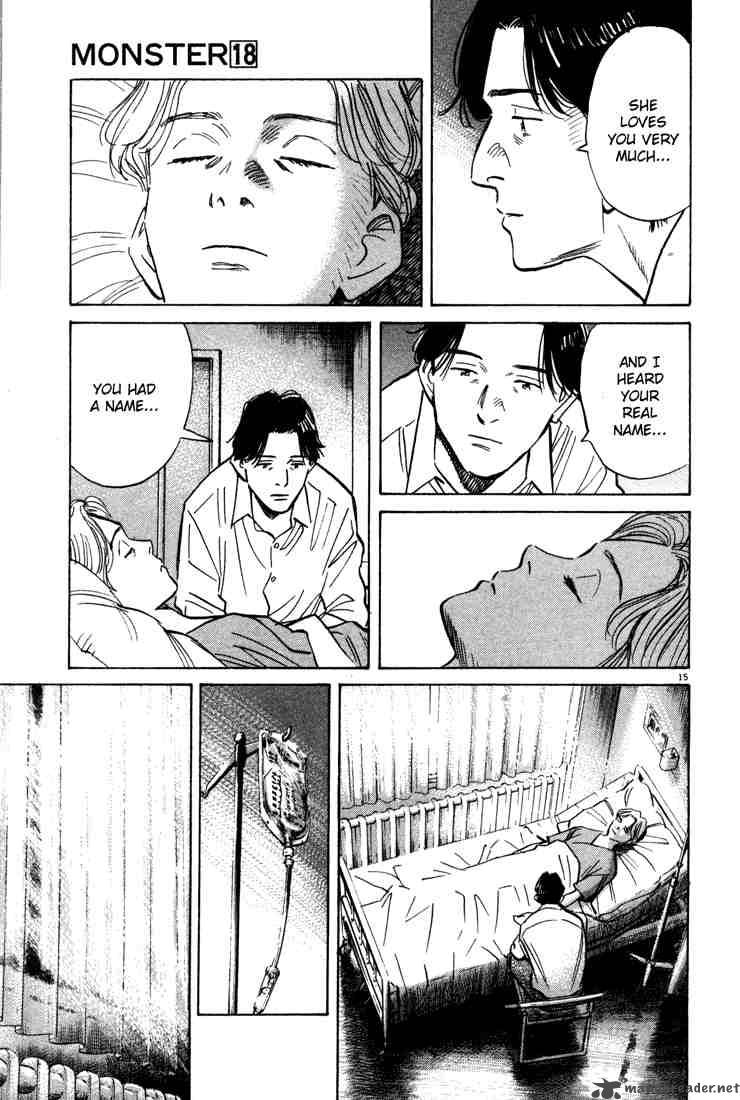 MONSTER 18
SHE
LOVES
YOU VERY
MUCH...
AND I
HEARD
YOUR
REAL
NAME...
YOU HAD
A NAME...
15